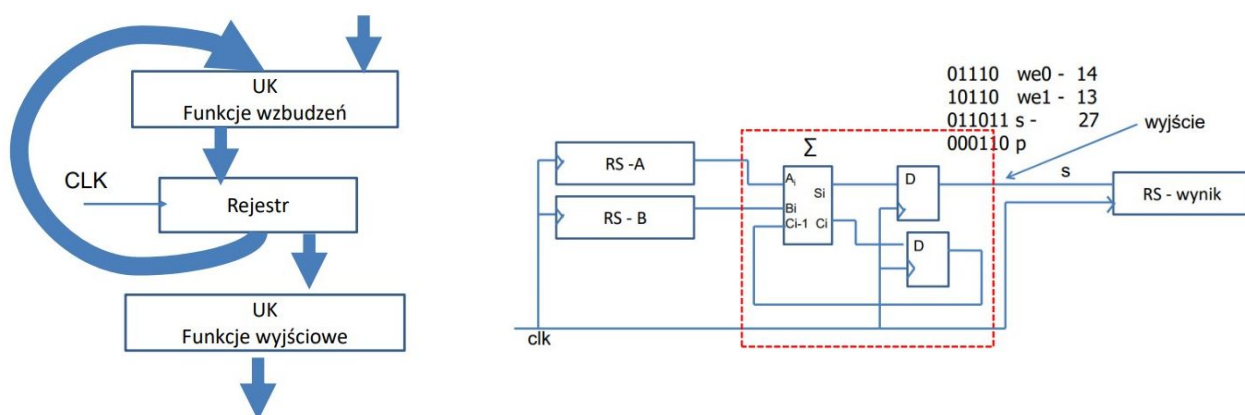 UK
Funkcje wzbudzeń
CLK
Rejestr
UK
Funkcje wyjściowe
01110 we0 - 14
10110 we1 - 13
011011 s - 27
000110 p
wyjście
Σ
RS -A
RS - B
Ai
Si
Bi
Ci-1 Ci
D
D
s
RS - wynik
clk